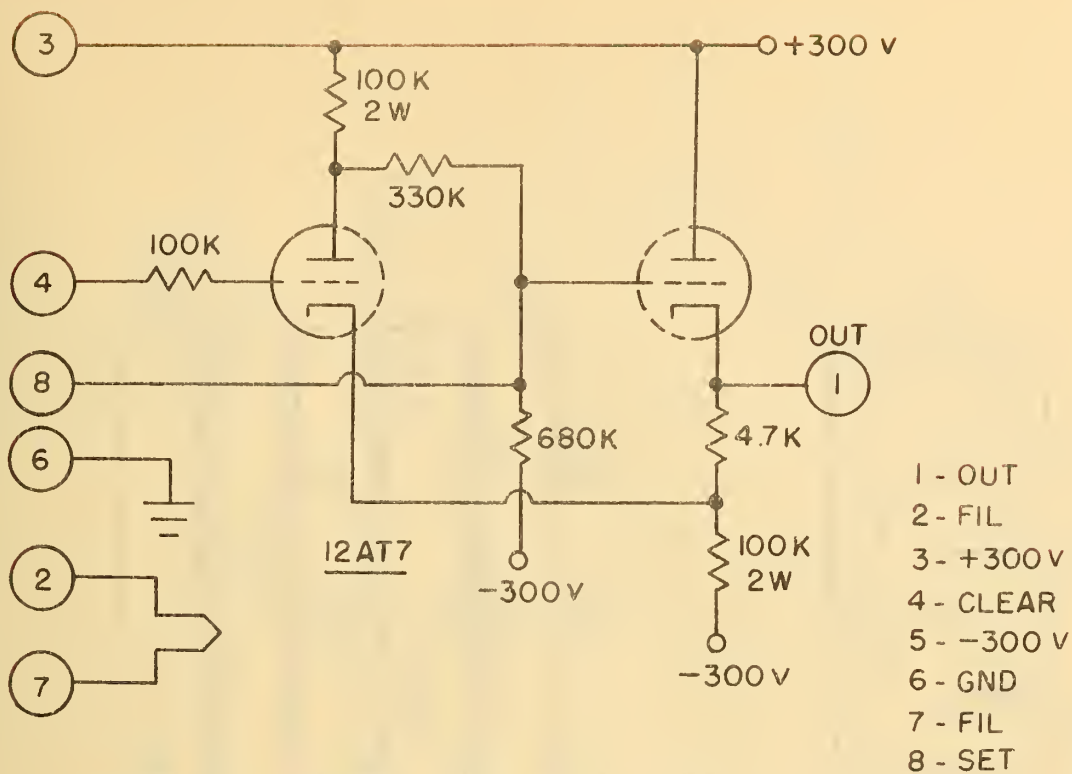 3
+300 V
100K
2W
330K
100K
4
OUT
8
1
680K
4.7K
6
12AT7
100K
2W
-300V
2
-300V
7
1 - OUT
2 - FIL
3 - +300V
4 - CLEAR
5 - -300V
6 - GND
7 - FIL
8 - SET